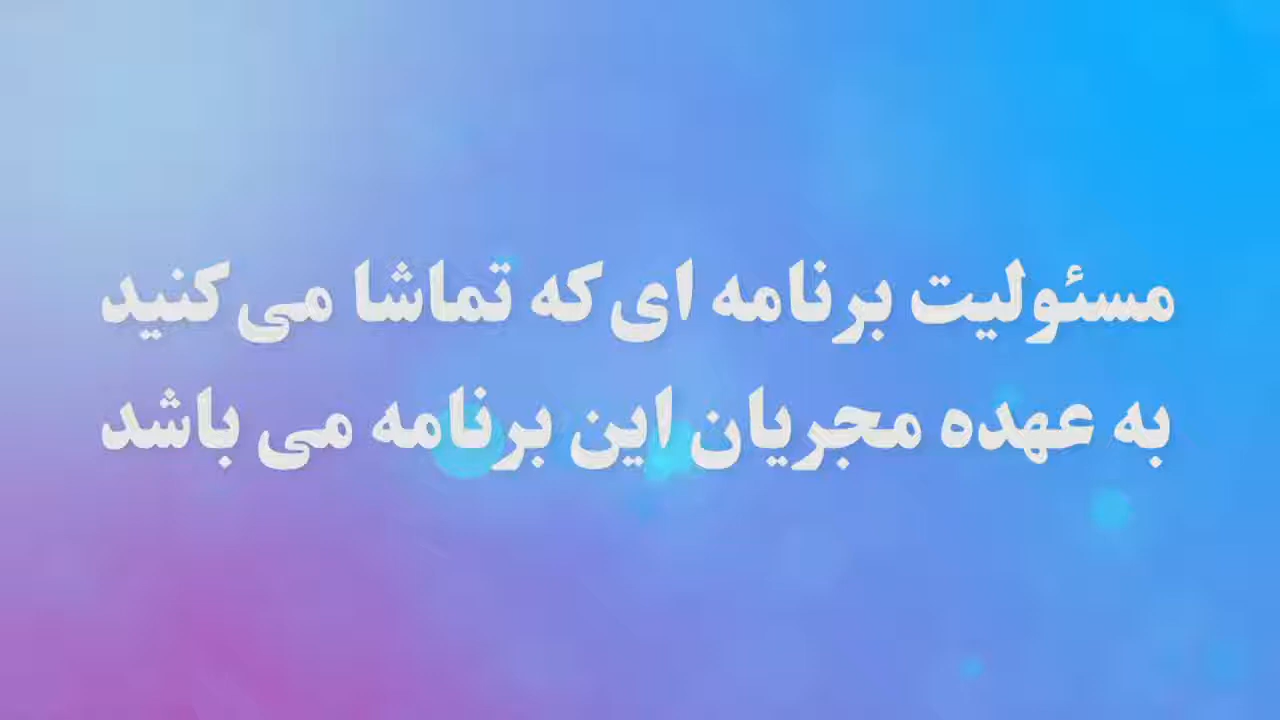 مسئولیت برنامه ای که تماشا می کنید
به عهده مجریان این برنامه می باشد